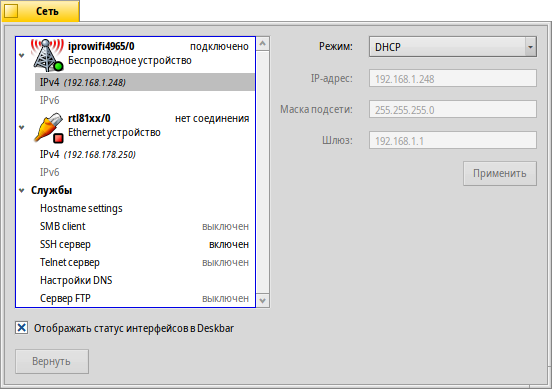 Сеть
iprowifi4965/0 подключено
Беспроводное устройство
IPv4 (192.168.1.248)
IPv6
rtl81xx/0 нет соединения
Ethernet устройство
IPv4 (192.168.178.250)
IPv6
Службы
Hostname settings
SMB client выключен
SSH сервер включен
Telnet сервер выключен
Настройки DNS
Сервер FTP выключен
Режим: DHCP
IP-адрес: 192.168.1.248
Маска подсети: 255.255.255.0
Шлюз: 192.168.1.1
Применить
Отображать статус интерфейсов в Deskbar
Вернуть